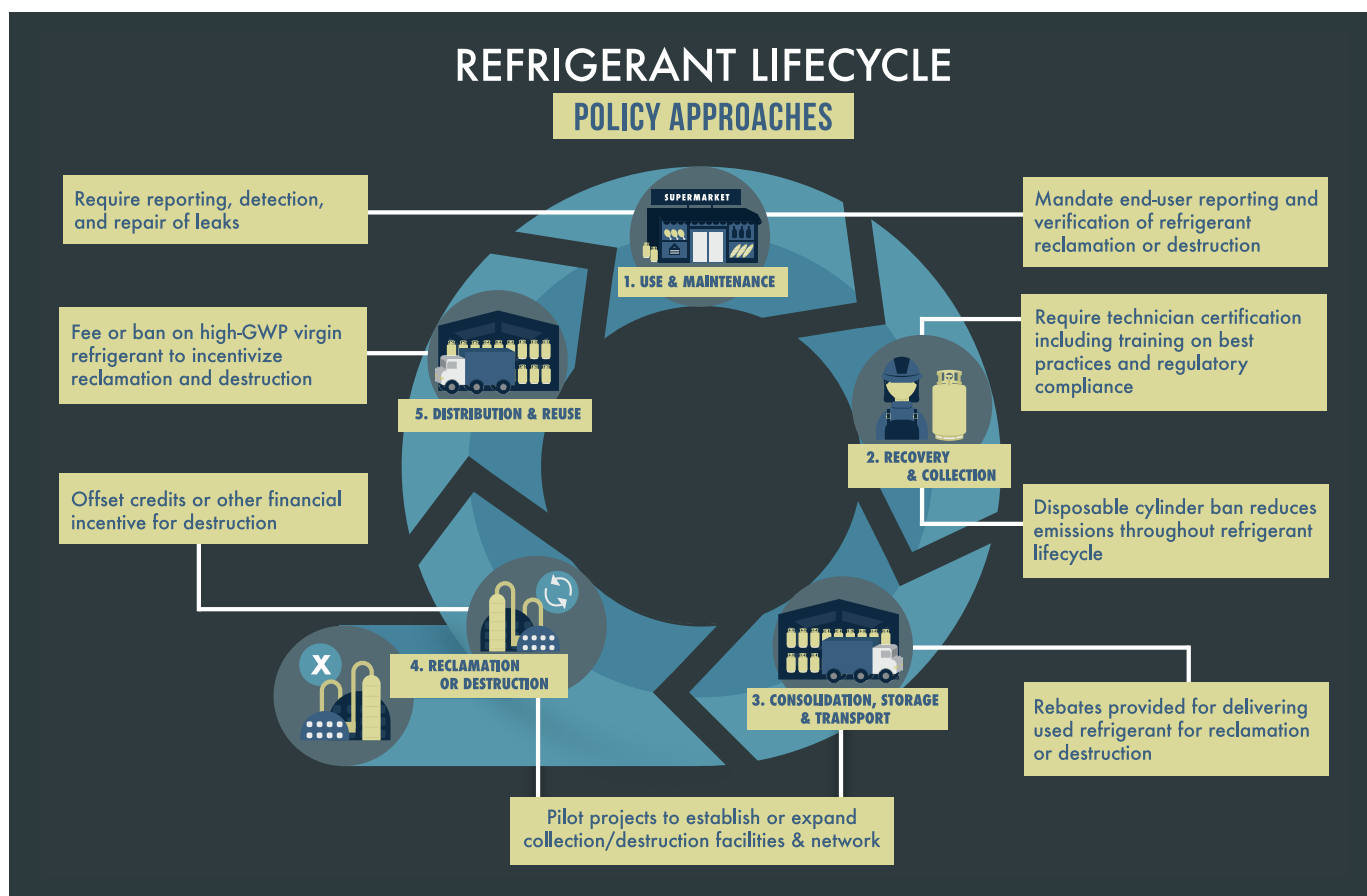 REFRIGERANT LIFECYCLE
POLICY APPROACHES
Require reporting, detection,
and repair of leaks
SUPERMARKET
1. USE & MAINTENANCE
Mandate end-user reporting and
verification of refrigerant
reclamation or destruction
Fee or ban on high-GWP virgin
refrigerant to incentivize
reclamation and destruction
5. DISTRIBUTION & REUSE
Require technician certification
including training on best
practices and regulatory
compliance
2. RECOVERY
& COLLECTION
Offset credits or other financial
incentive for destruction
Disposable cylinder ban reduces
emissions throughout refrigerant
lifecycle
X
4. RECLAMATION
OR DESTRUCTION
3. CONSOLIDATION, STORAGE
& TRANSPORT
Rebates provided for delivering
used refrigerant for reclamation
or destruction
Pilot projects to establish or expand
collection/destruction facilities & network